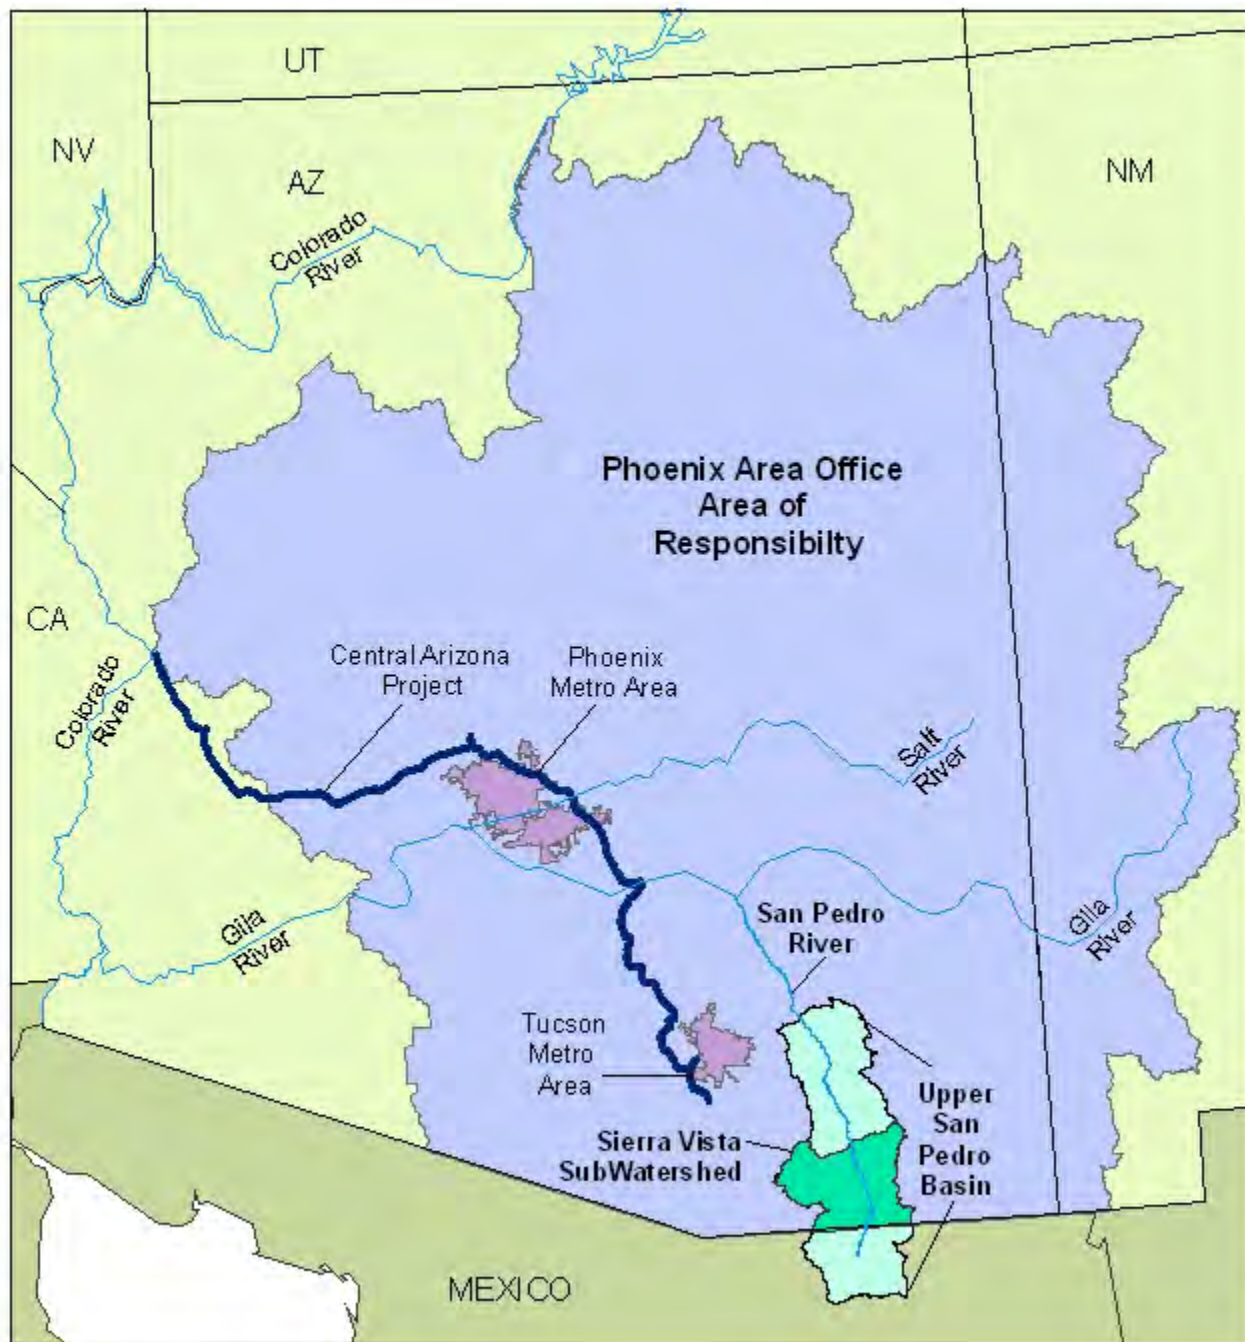 UT
NV
AZ
NM
Colorado
River
Phoenix Area Office
Area of
Responsibilty
CA
Central Arizona
Project
Phoenix
Metro Area
Colorado
River
Salt
River
Gila
River
San Pedro
River
Gila
River
Tucson
Metro
Area
Upper
San
Pedro
Basin
Sierra Vista
SubWatershed
MEXICO